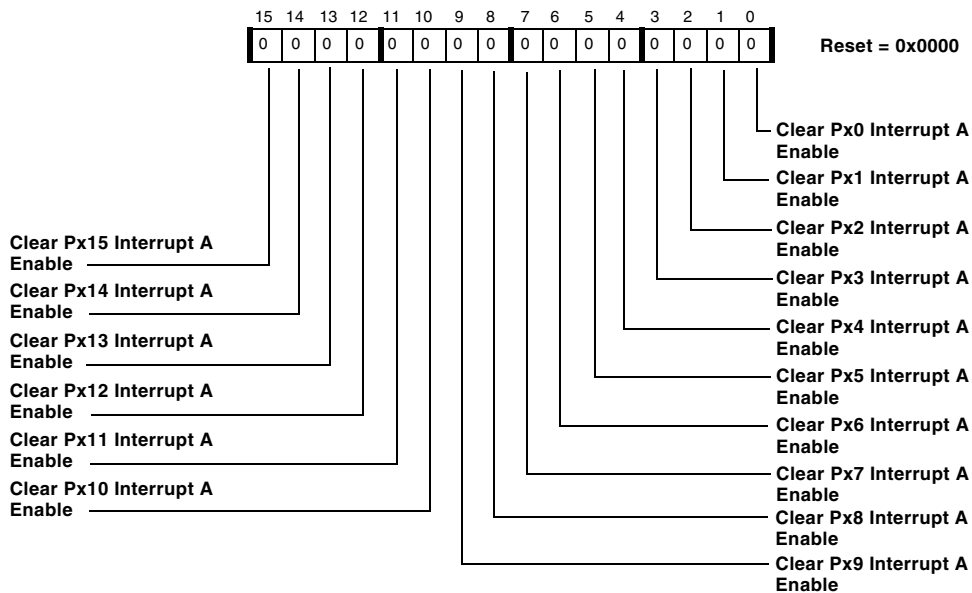 15 14 13 12 11 10 9 8 7 6 5 4 3 2 1 0
0 0 0 0 0 0 0 0 0 0 0 0 0 0 0 0
Reset = 0x0000
Clear Px0 Interrupt A
Enable
Clear Px1 Interrupt A
Enable
Clear Px2 Interrupt A
Enable
Clear Px3 Interrupt A
Enable
Clear Px4 Interrupt A
Enable
Clear Px5 Interrupt A
Enable
Clear Px6 Interrupt A
Enable
Clear Px7 Interrupt A
Enable
Clear Px8 Interrupt A
Enable
Clear Px9 Interrupt A
Enable
Clear Px15 Interrupt A
Enable
Clear Px14 Interrupt A
Enable
Clear Px13 Interrupt A
Enable
Clear Px12 Interrupt A
Enable
Clear Px11 Interrupt A
Enable
Clear Px10 Interrupt A
Enable